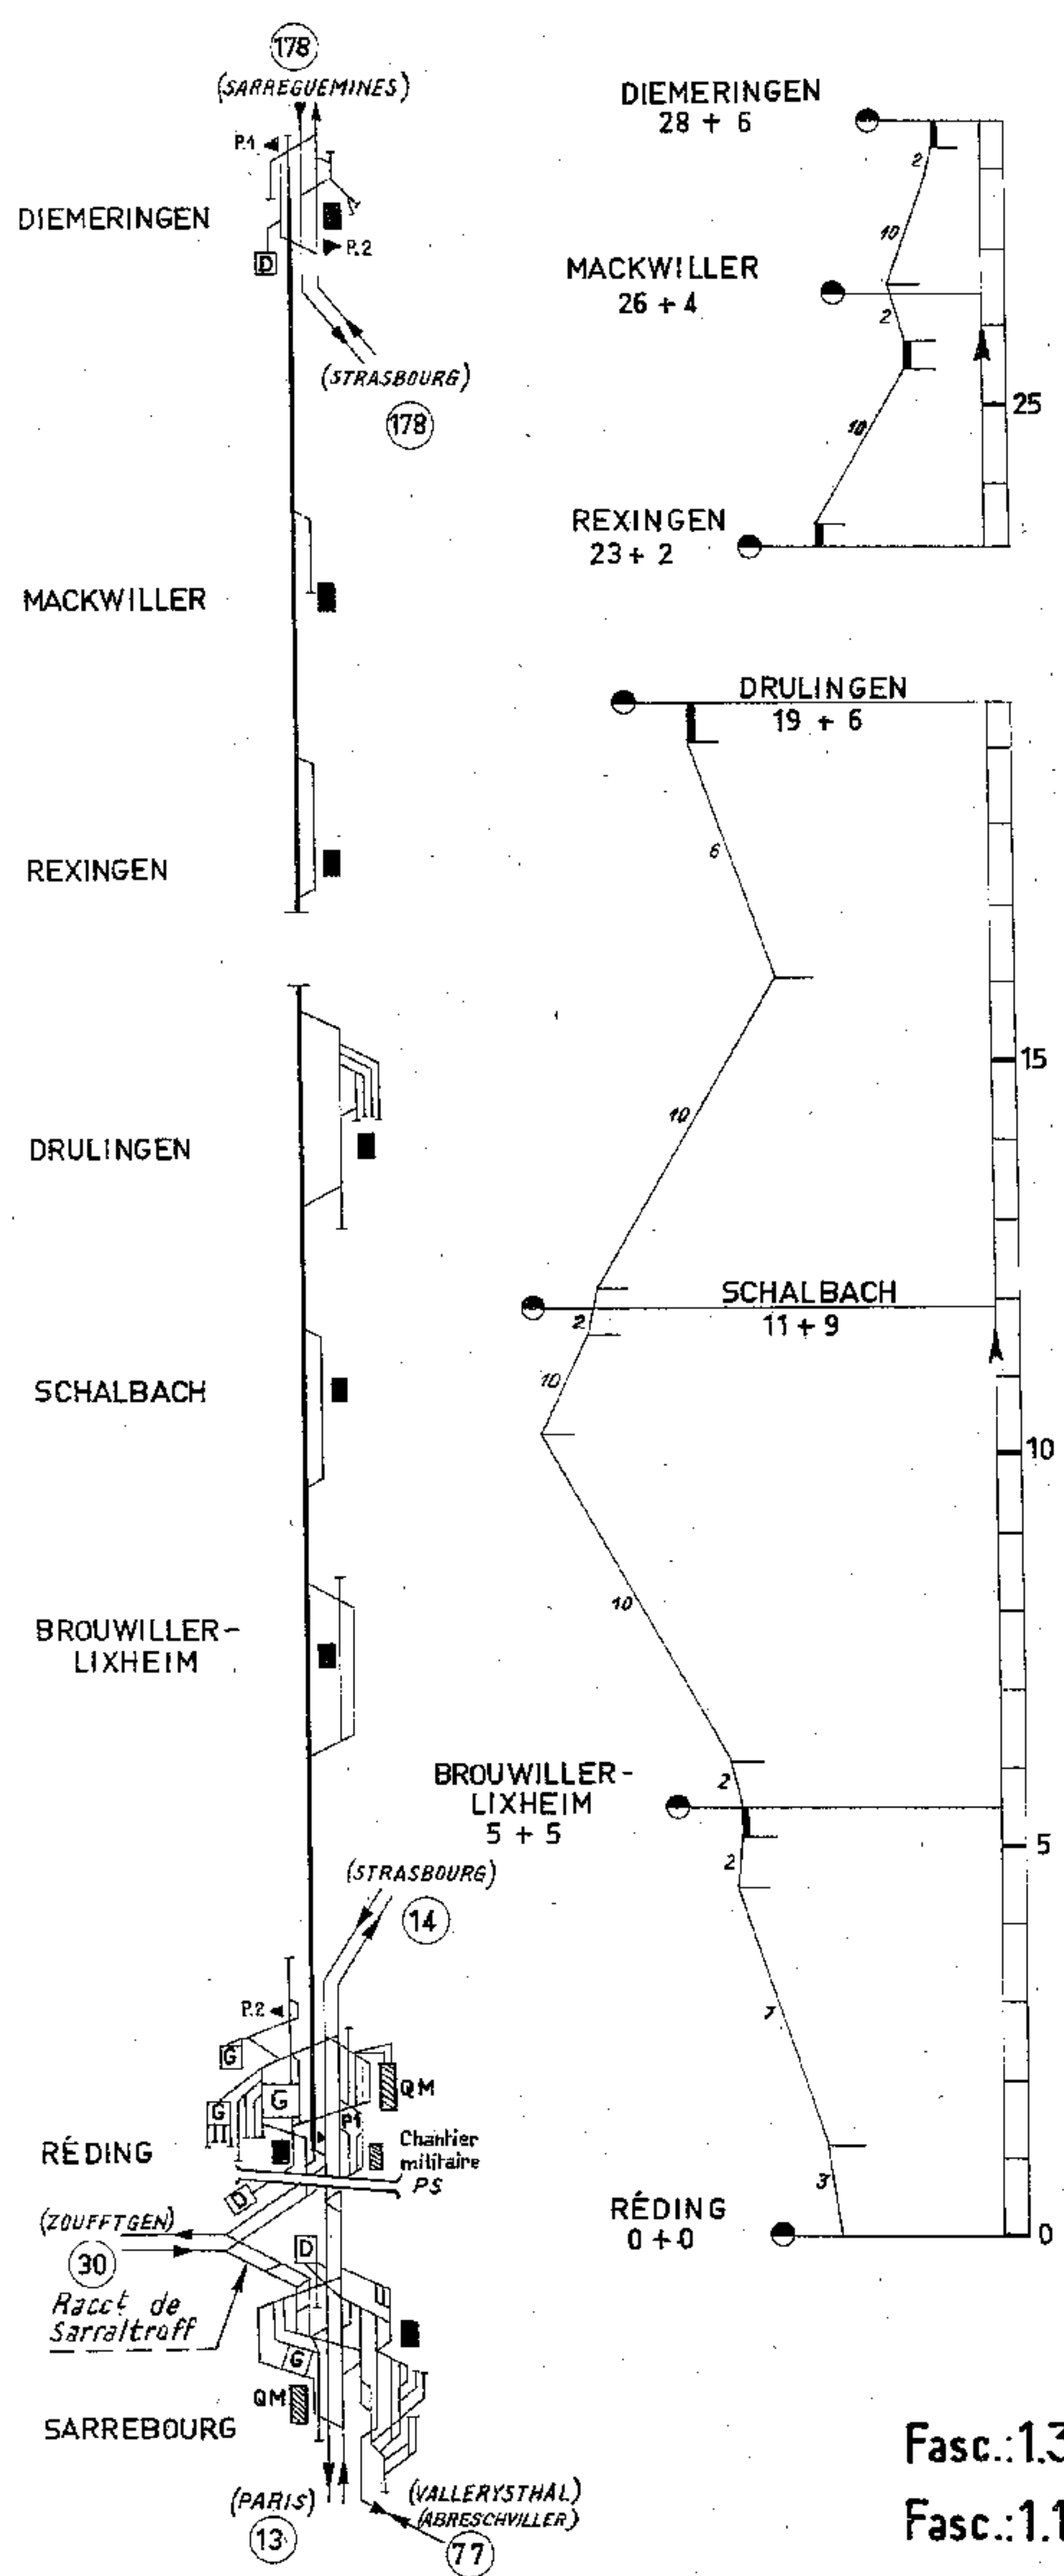 178
(SARREGUEMINES)
P.1
DIEMERINGEN
P.2
D
(STRASBOURG)
178
MACKWILLER
REXINGEN
DRULINGEN
SCHALBACH
BROUWILLER-
LIXHEIM
(STRASBOURG)
14
P.2
G
G
G
QM
P1
RÉDING
Chantier
militaire
PS
D
(ZOUFFTGEN)
30
D
Racc.t de
Sarraltroff
G
QM
SARREBOURG
(PARIS)
13
(VALLERYSTHAL)
(ABRESCHVILLER)
77
DIEMERINGEN
28 + 6
2
10
MACKWILLER
26 + 4
2
25
10
REXINGEN
23 + 2
DRULINGEN
19 + 6
6
15
10
SCHALBACH
11 + 9
2
10
10
10
BROUWILLER-
LIXHEIM
5 + 5
2
5
2
7
3
RÉDING
0 + 0
0
Fasc.:1.3
Fasc.:1.1